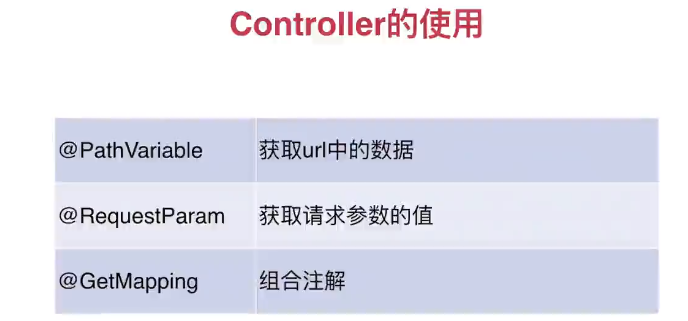 Controller的使用
@PathVariable 获取url中的数据
@RequestParam 获取请求参数的值
@GetMapping 组合注解